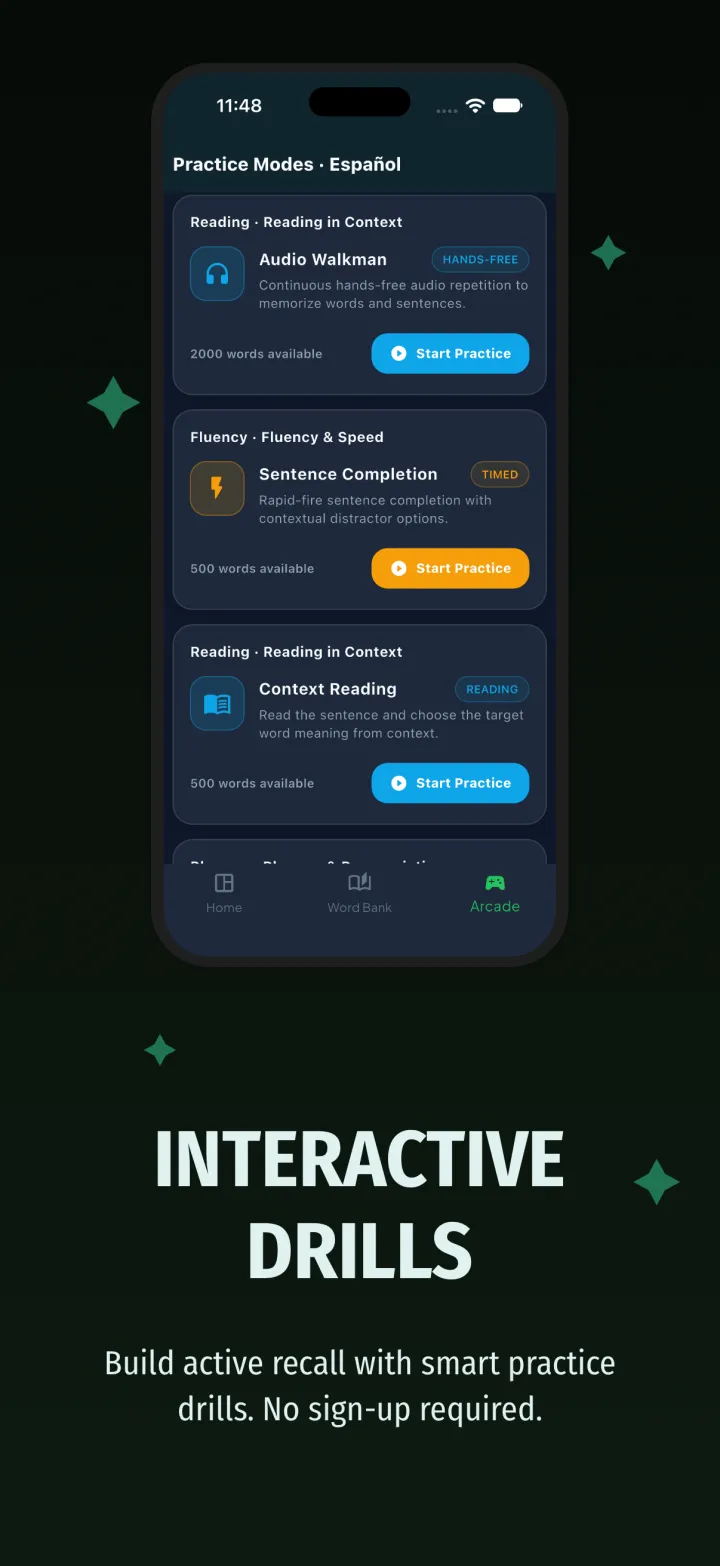 11:48
Practice Modes · Español
Reading · Reading in Context
Audio Walkman
HANDS-FREE
Continuous hands-free audio repetition to
memorize words and sentences.
2000 words available
Start Practice
Fluency · Fluency & Speed
Sentence Completion
TIMED
Rapid-fire sentence completion with
contextual distractor options.
500 words available
Start Practice
Reading · Reading in Context
Context Reading
READING
Read the sentence and choose the target
word meaning from context.
500 words available
Start Practice
Home
Word Bank
Arcade
INTERACTIVE
DRILLS
Build active recall with smart practice
drills. No sign-up required.